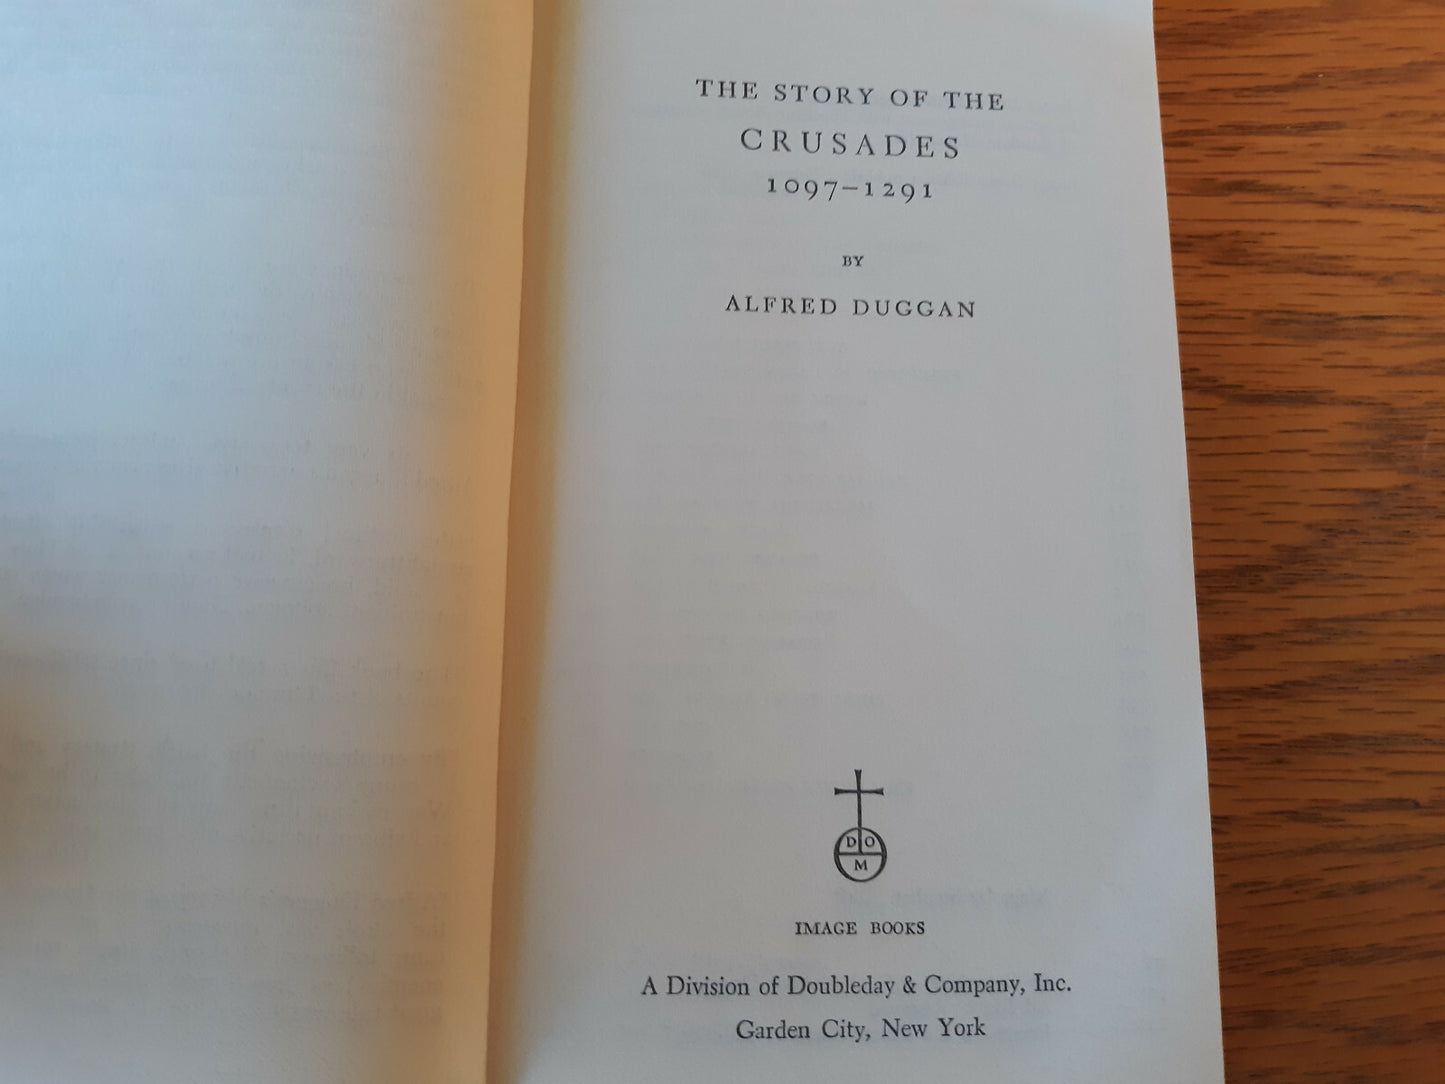 THE STORY OF THE
CRUSADES
1097–1291
BY
ALFRED DUGGAN
D O
M
IMAGE BOOKS
A Division of Doubleday & Company, Inc.
Garden City, New York